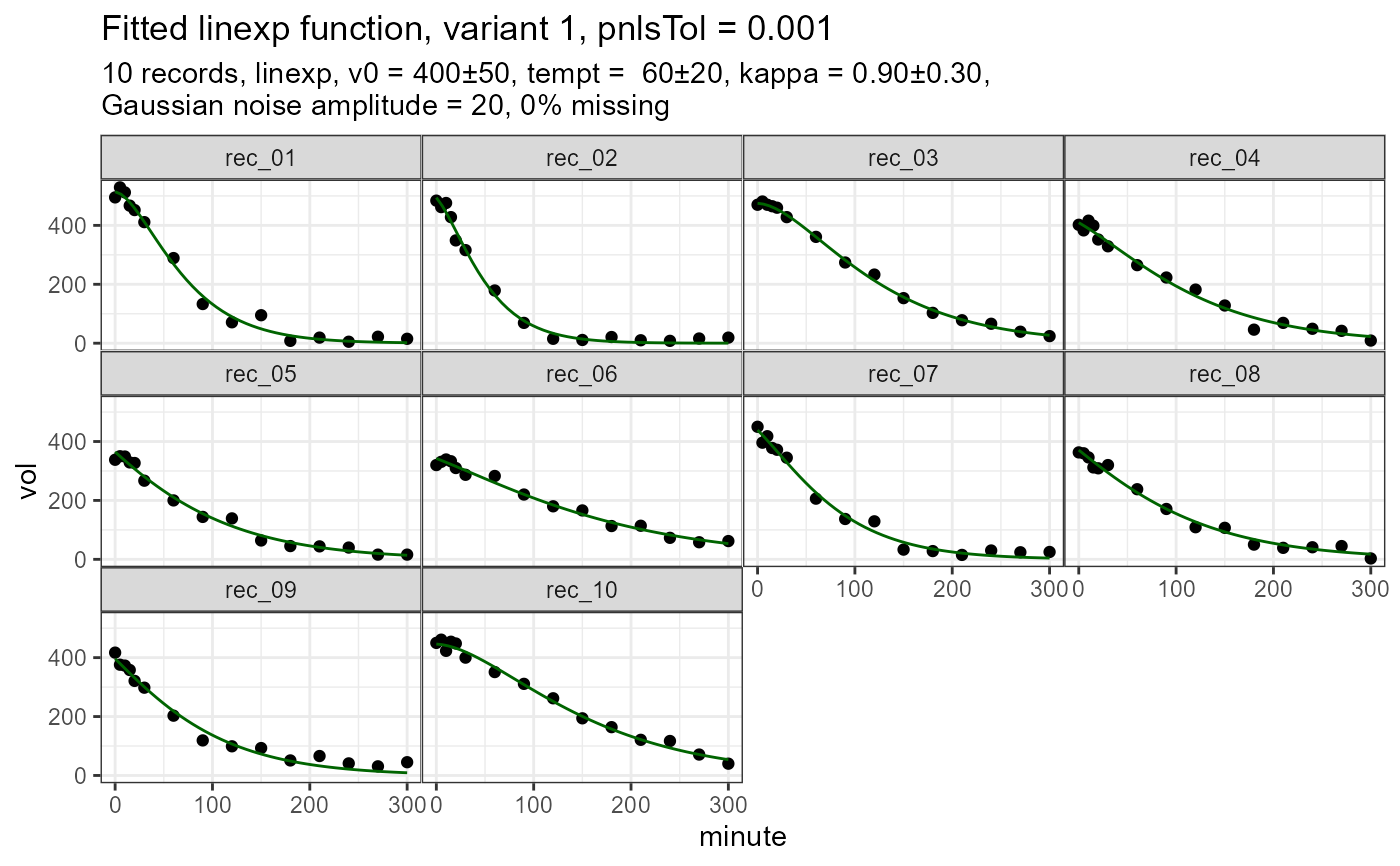 Fitted linexp function, variant 1, pnlsTol = 0.001
10 records, linexp, v0 = 400±50, tempt =  60±20, kappa = 0.90±0.30,
Gaussian noise amplitude = 20, 0% missing
rec_01 rec_02 rec_03 rec_04
400
200
0
rec_05 rec_06 rec_07 rec_08
400
200
0
rec_09 rec_10
0 100 200 300 0 100 200 300
400
200
0
0 100 200 300 0 100 200 300
vol
minute